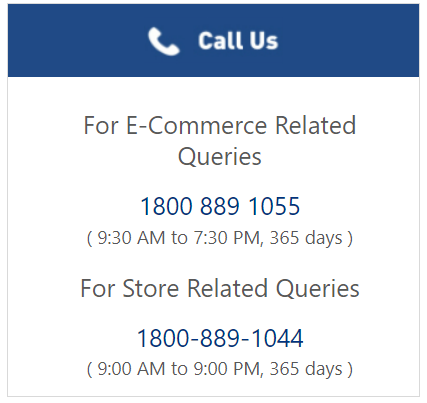 Call Us
For E-Commerce Related
Queries
1800 889 1055
( 9:30 AM to 7:30 PM, 365 days )
For Store Related Queries
1800-889-1044
( 9:00 AM to 9:00 PM, 365 days )